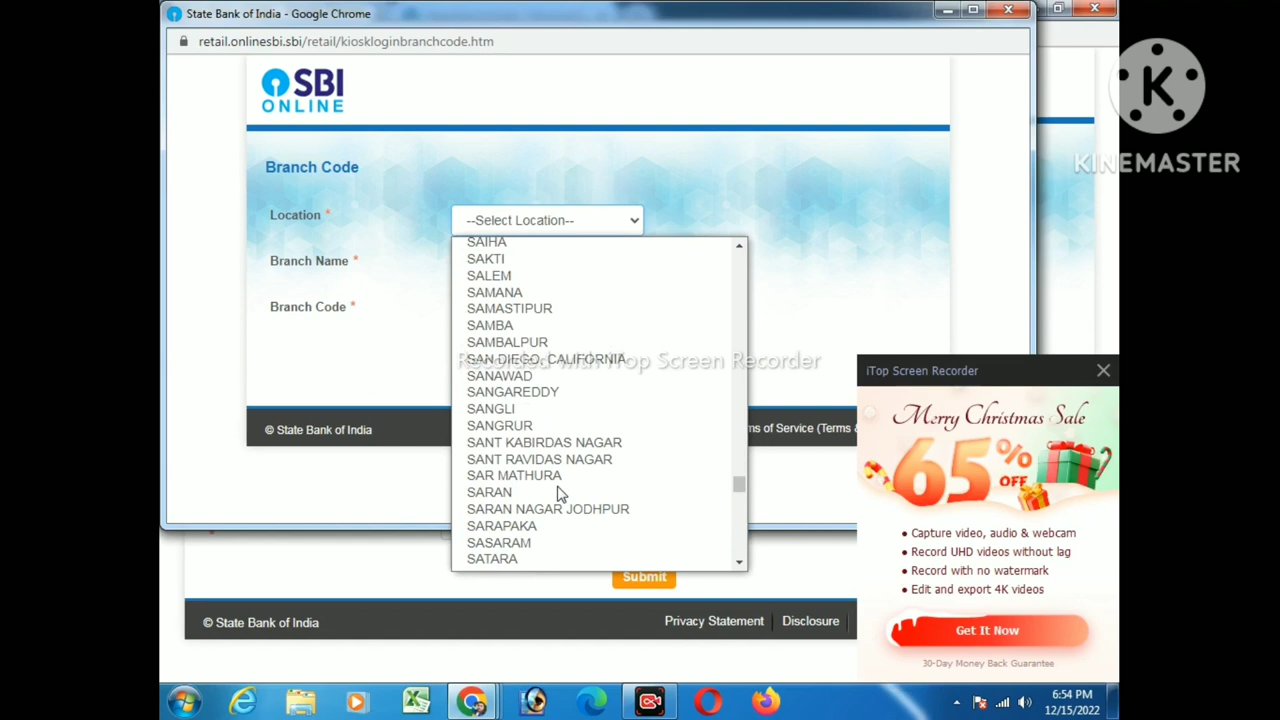 State Bank of India - Google Chrome
retail.onlinesbi.sbi/retail/kioskloginbranchcode.htm
SBI
ONLINE
K
KINEMASTER
Branch Code
Location *
--Select Location--
Branch Name *
Branch Code *
SAIHA
SAKTI
SALEM
SAMANA
SAMASTIPUR
SAMBA
SAMBALPUR
SAN DIEGO, CALIFORNIA
Recorded with iTop Screen Recorder
SANAWAD
SANGAREDDY
SANGLI
SANGRUR
SANT KABIRDAS NAGAR
SANT RAVIDAS NAGAR
SAR MATHURA
SARAN
SARAN NAGAR JODHPUR
SARAPAKA
SASARAM
SATARA
© State Bank of India
ms of Service (Terms &
iTop Screen Recorder
Merry Christmas Sale
65% OFF
• Capture video, audio & webcam
• Record UHD videos without lag
• Record with no watermark
• Edit and export 4K videos
Get It Now
30-Day Money Back Guarantee
Submit
© State Bank of India
Privacy Statement
Disclosure
6:54 PM
12/15/2022